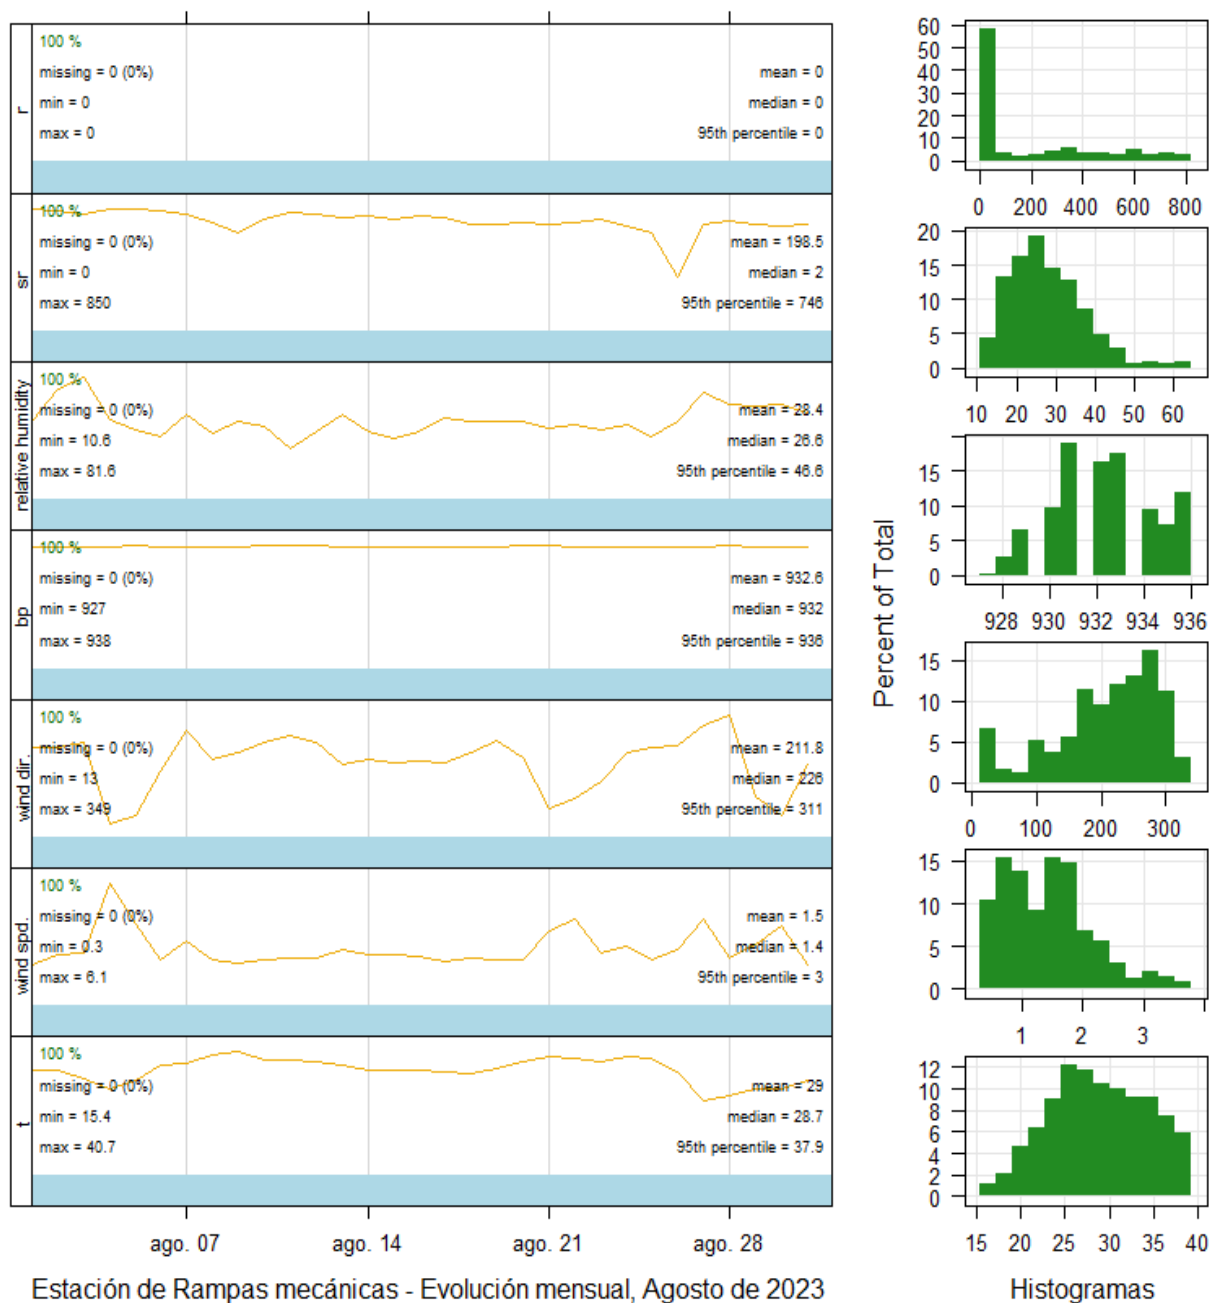 r
100 %
missing = 0 (0%)
min = 0
max = 0
mean = 0
median = 0
95th percentile = 0
sr
100 %
missing = 0 (0%)
min = 0
max = 850
mean = 198.5
median = 2
95th percentile = 746
relative humidity
100 %
missing = 0 (0%)
min = 10.6
max = 81.6
mean = 28.4
median = 26.6
95th percentile = 46.6
bp
100 %
missing = 0 (0%)
min = 927
max = 938
mean = 932.6
median = 932
95th percentile = 936
wind dir.
100 %
missing = 0 (0%)
min = 13
max = 349
mean = 211.8
median = 226
95th percentile = 311
wind spd.
100 %
missing = 0 (0%)
min = 0.3
max = 6.1
mean = 1.5
median = 1.4
95th percentile = 3
t
100 %
missing = 0 (0%)
min = 15.4
max = 40.7
mean = 29
median = 28.7
95th percentile = 37.9
ago. 07 ago. 14 ago. 21 ago. 28
Estación de Rampas mecánicas - Evolución mensual, Agosto de 2023
Percent of Total
60
50
40
30
20
10
0
0 200 400 600 800
20
15
10
5
0
10 20 30 40 50 60
15
10
5
0
928 930 932 934 936
15
10
5
0
0 100 200 300
15
10
5
0
1 2 3
12
10
8
6
4
2
0
15 20 25 30 35 40
Histogramas